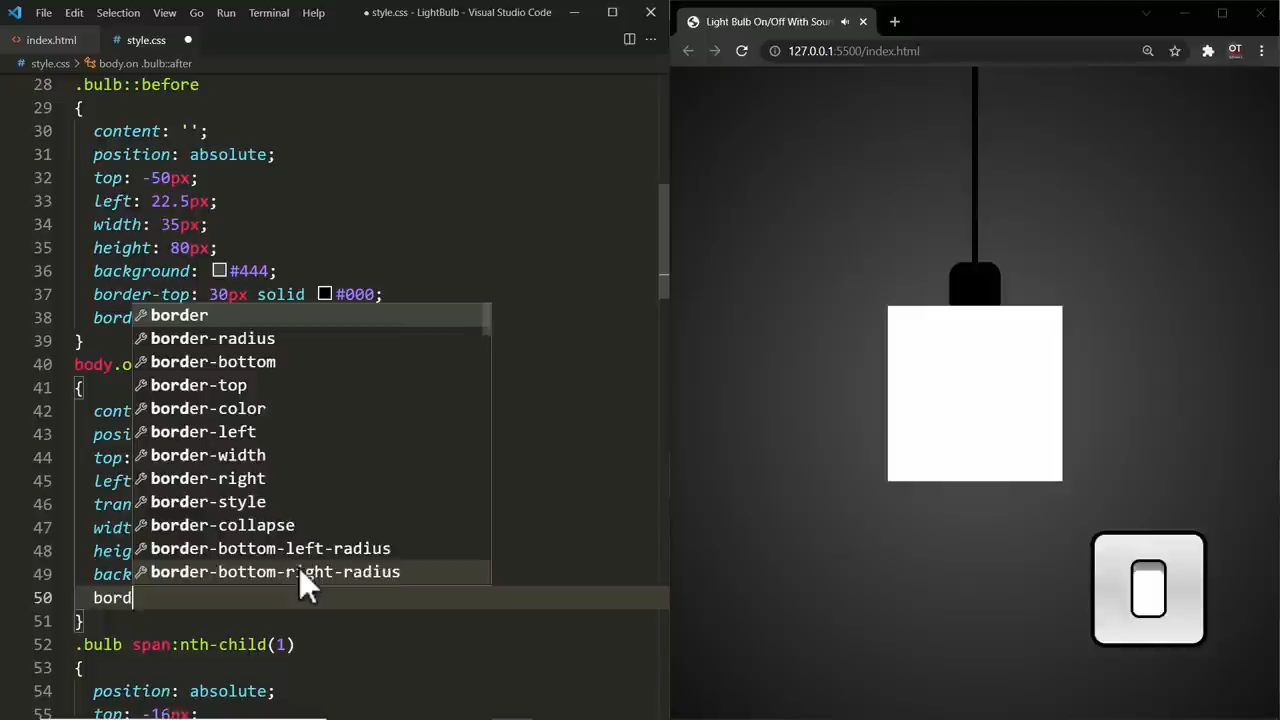 File Edit Selection View Go Run Terminal Help
● style.css - LightBulb - Visual Studio Code
index.html
style.css
style.css > body.on .bulb::after
28 .bulb::before
29 {
30 content: '';
31 position: absolute;
32 top: -50px;
33 left: 22.5px;
34 width: 35px;
35 height: 80px;
36 background: #444;
37 border-top: 30px solid #000;
38 bord
39 }
40 body.o
41 {
42 cont
43 posi
44 top:
45 left
46 tran
47 widt
48 heig
49 back
50 bord
51 }
52 .bulb span:nth-child(1)
53 {
54 position: absolute;
55 top: -16px;
border
border-radius
border-bottom
border-top
border-color
border-left
border-width
border-right
border-style
border-collapse
border-bottom-left-radius
border-bottom-right-radius
Light Bulb On/Off With Soun
127.0.0.1:5500/index.html
OT